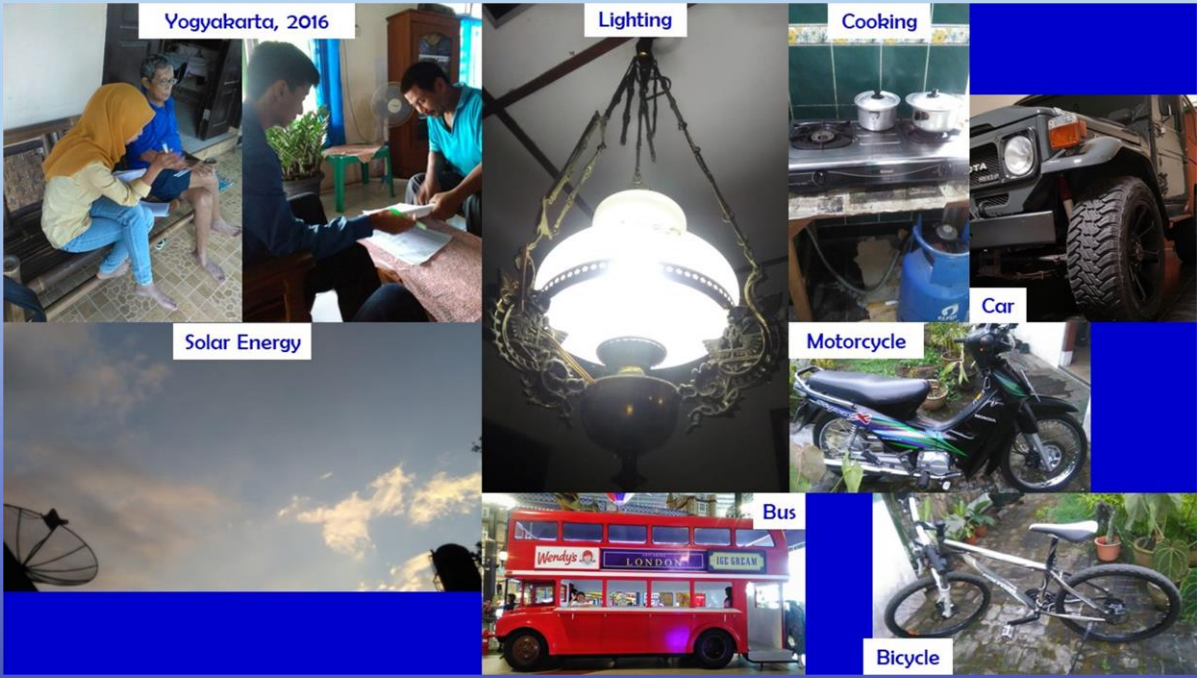 Yogyakarta, 2016
Lighting
Cooking
Car
Solar Energy
Motorcycle
Bus
Wendy's
LONDON
ICE CREAM
Bicycle